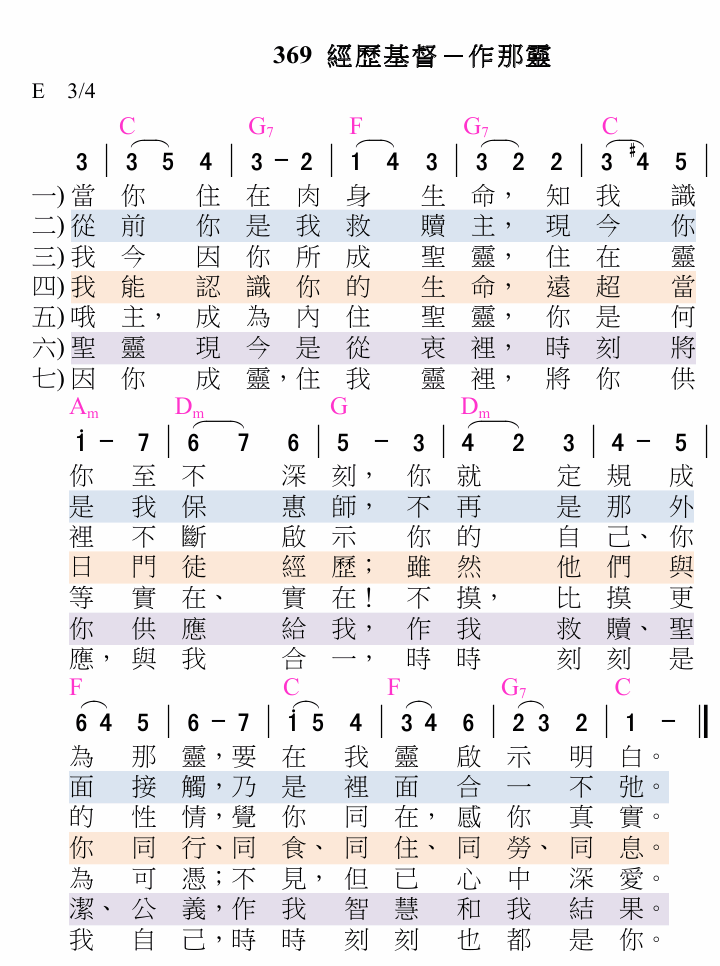 369 經歷基督－作那靈
E 3/4
C G7 F G7 C
3 | 3 5 4 | 3 - 2 | 1 4 3 | 3 2 2 | 3 #4 5 |
一) 當你住在肉身生命，知我識
二) 從前你是我救贖主，現今你
三) 我今因你所成聖靈，住在靈
四) 我能認識你的生命，遠超當
五) 哦主，成為內住聖靈，你是何
六) 聖靈現今是從衷裡，時刻將
七) 因你成靈，住我靈裡，將你供
Am Dm G Dm
i - 7 | 6 7 6 | 5 - 3 | 4 2 3 | 4 - 5 |
你至不深刻，你就定規成
是我保惠師，不再是那外
裡不斷啟示你的自己、你
日門徒經歷；雖然他們與
等實在、實在！不摸，比摸更
你供應給我，作我救贖、聖
應，與我合一，時時刻刻是
F C F G7 C
6 4 5 | 6 - 7 | i 5 4 | 3 4 6 | 2 3 2 | 1 - ||
為那靈，要在我靈啟示明白。
面接觸，乃是裡面合一不弛。
的性情，覺你同在，感你真實。
你同行、同食、同住、同勞、同息。
為可憑；不見，但已心中深愛。
潔、公義，作我智慧和我結果。
我自己，時時刻刻也都是你。